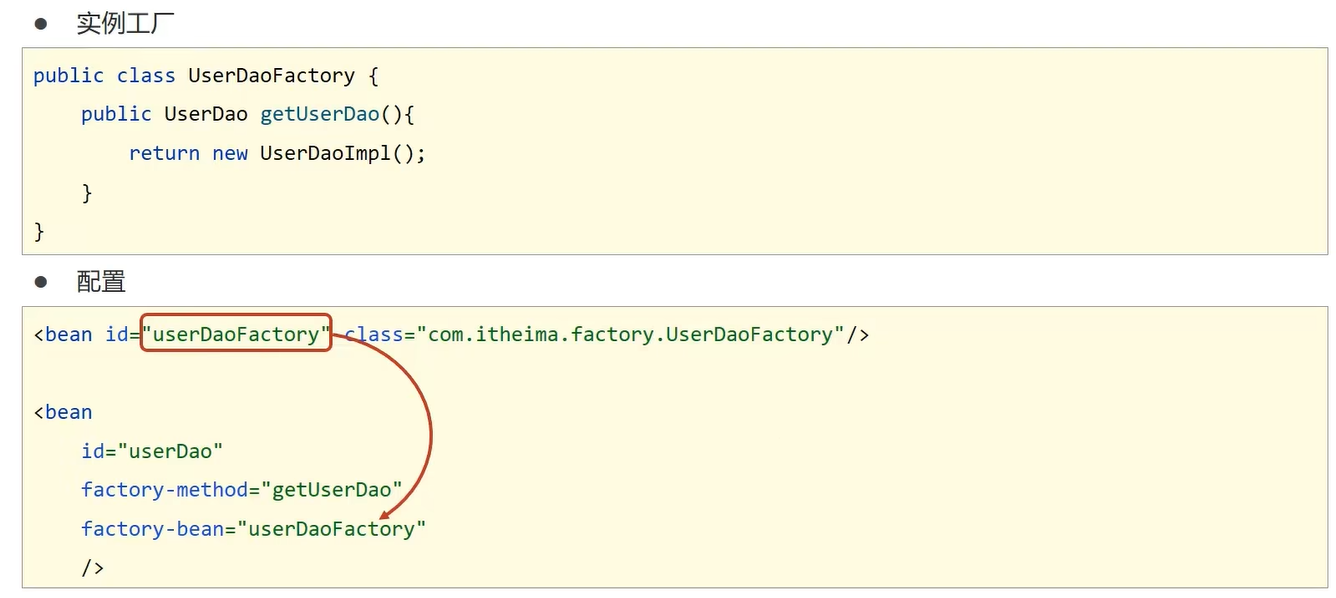 ● 实例工厂
public class UserDaoFactory {
    public UserDao getUserDao(){
        return new UserDaoImpl();
    }
}
● 配置
<bean id="userDaoFactory" class="com.itheima.factory.UserDaoFactory"/>
<bean
    id="userDao"
    factory-method="getUserDao"
    factory-bean="userDaoFactory"
    />